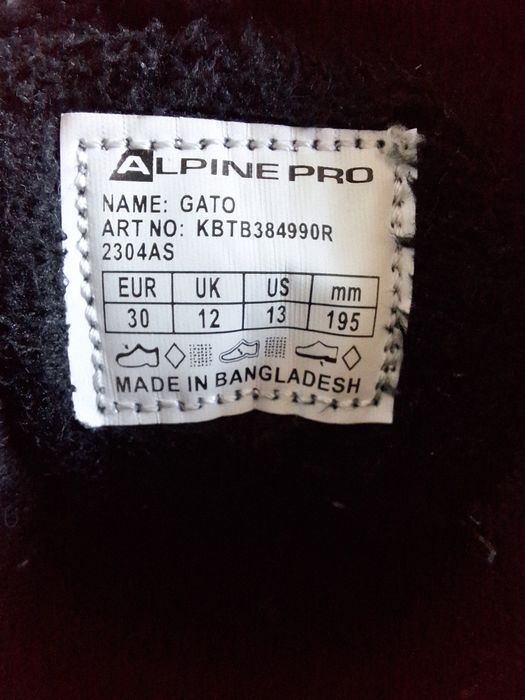 ALPINE PRO
NAME: GATO
ART NO: KBTB384990R
2304AS
EUR UK US mm
30 12 13 195
MADE IN BANGLADESH